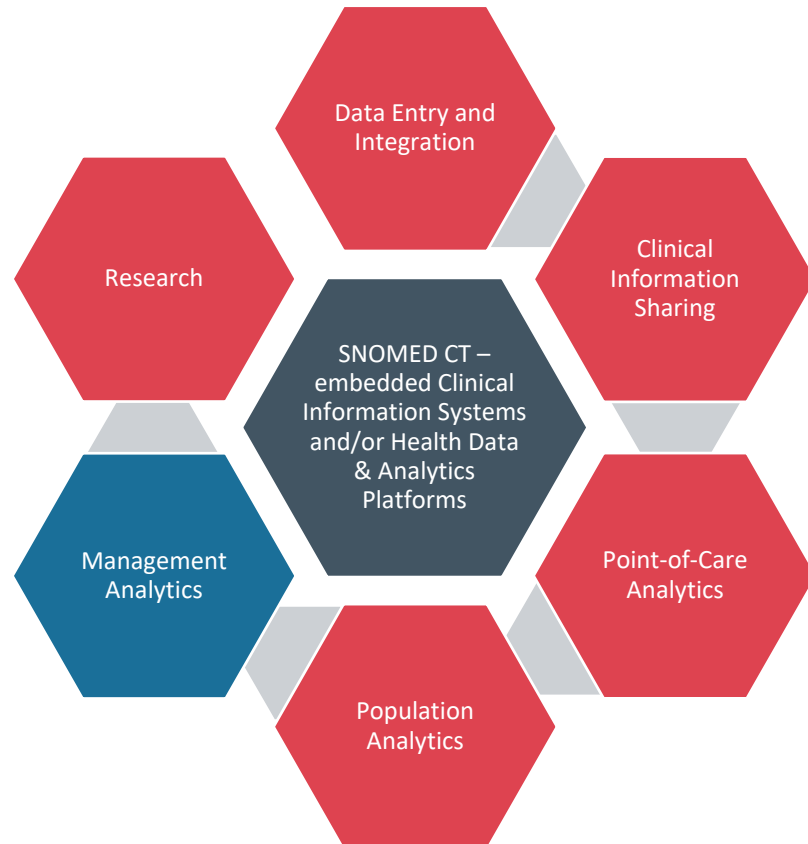 Data Entry and
Integration
Clinical
Information
Sharing
Research
SNOMED CT –
embedded Clinical
Information Systems
and/or Health Data
& Analytics
Platforms
Point-of-Care
Analytics
Management
Analytics
Population
Analytics